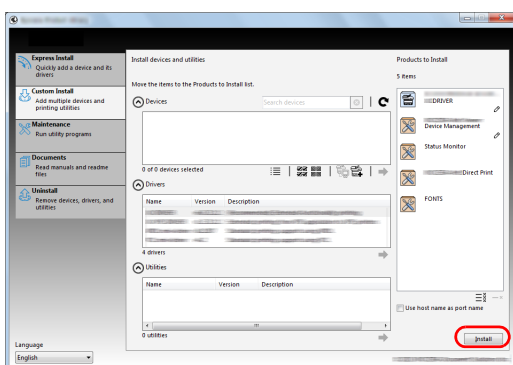 Express Install
Quickly add a device and its
drivers
Custom Install
Add multiple devices and
printing utilities
Maintenance
Run utility programs
Documents
Read manuals and readme
files
Uninstall
Remove devices, drivers, and
utilities
Language
English
Install devices and utilities
Move the items to the Products to Install list.
Devices
Search devices
0 of 0 devices selected
Drivers
Name Version Description
4 drivers
Utilities
Name Version Description
0 utilities
Products to Install
5 items
DRIVER
Device Management
Status Monitor
Direct Print
FONTS
Use host name as port name
Install